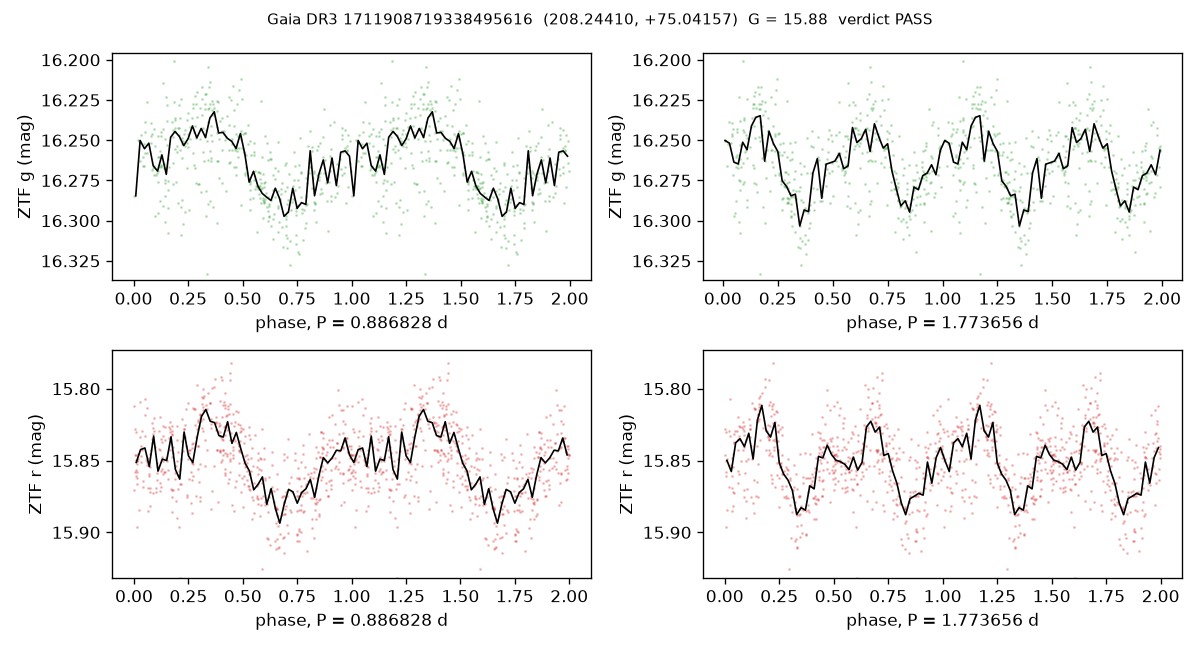 Gaia DR3 1711908719338495616 (208.24410, +75.04157) G = 15.88 verdict PASS
ZTF g (mag)
16.200
16.225
16.250
16.275
16.300
16.325
0.00 0.25 0.50 0.75 1.00 1.25 1.50 1.75 2.00
phase, P = 0.886828 d
ZTF g (mag)
16.200
16.225
16.250
16.275
16.300
16.325
0.00 0.25 0.50 0.75 1.00 1.25 1.50 1.75 2.00
phase, P = 1.773656 d
ZTF r (mag)
15.80
15.85
15.90
0.00 0.25 0.50 0.75 1.00 1.25 1.50 1.75 2.00
phase, P = 0.886828 d
ZTF r (mag)
15.80
15.85
15.90
0.00 0.25 0.50 0.75 1.00 1.25 1.50 1.75 2.00
phase, P = 1.773656 d